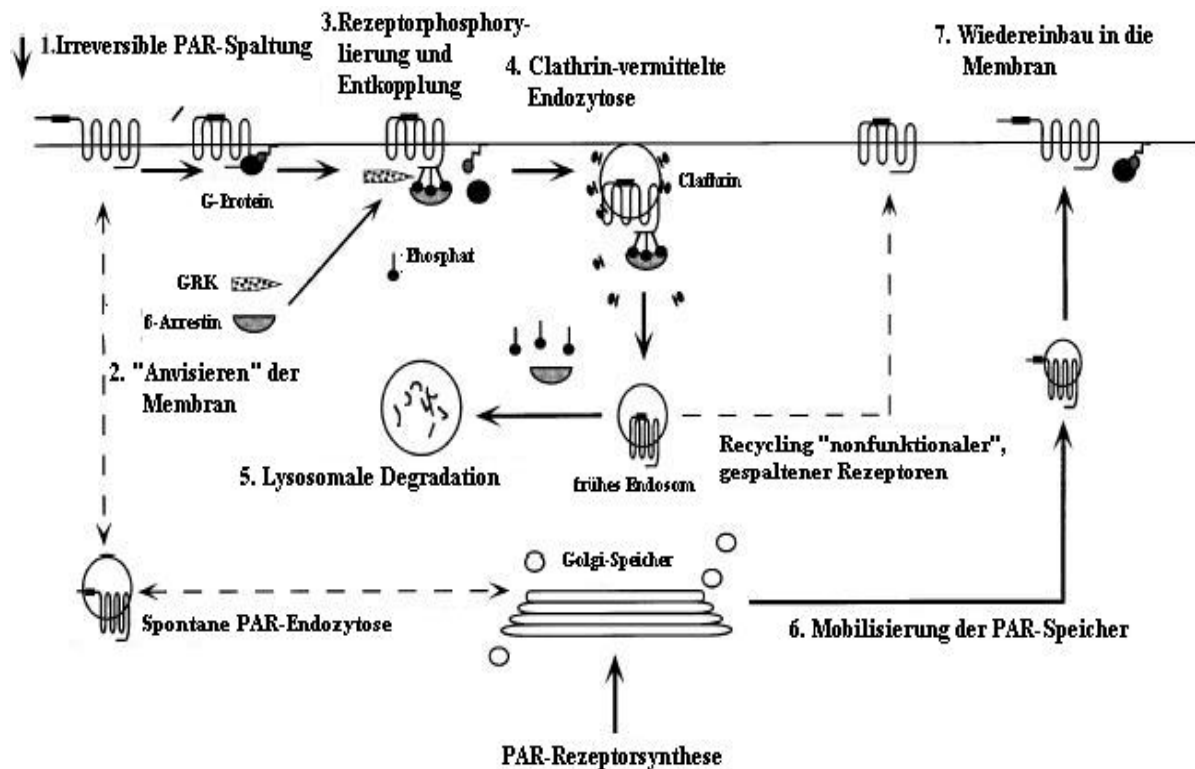 1.Irreversible PAR-Spaltung
3.Rezeptorphosphory-
lierung und
Entkopplung
4. Clathrin-vermittelte
Endozytose
7. Wiedereinbau in die
Membran
G-Protein
Clathrin
Phosphat
GRK
ß-Arrestin
2. "Anvisieren" der
Membran
5. Lysosomale Degradation
frühes Endosom
Recycling "nonfunktionaler",
gespaltener Rezeptoren
Golgi-Speicher
Spontane PAR-Endozytose
6. Mobilisierung der PAR-Speicher
PAR-Rezeptorsynthese